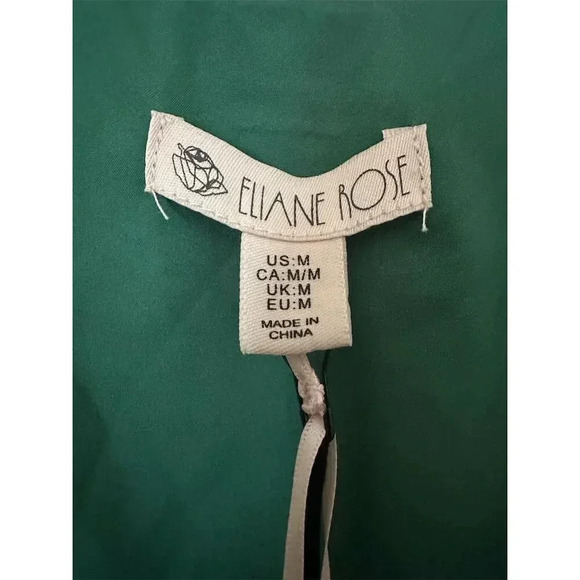 ELIANE ROSE
US:M
CA:M/M
UK:M
EU:M
MADE IN
CHINA